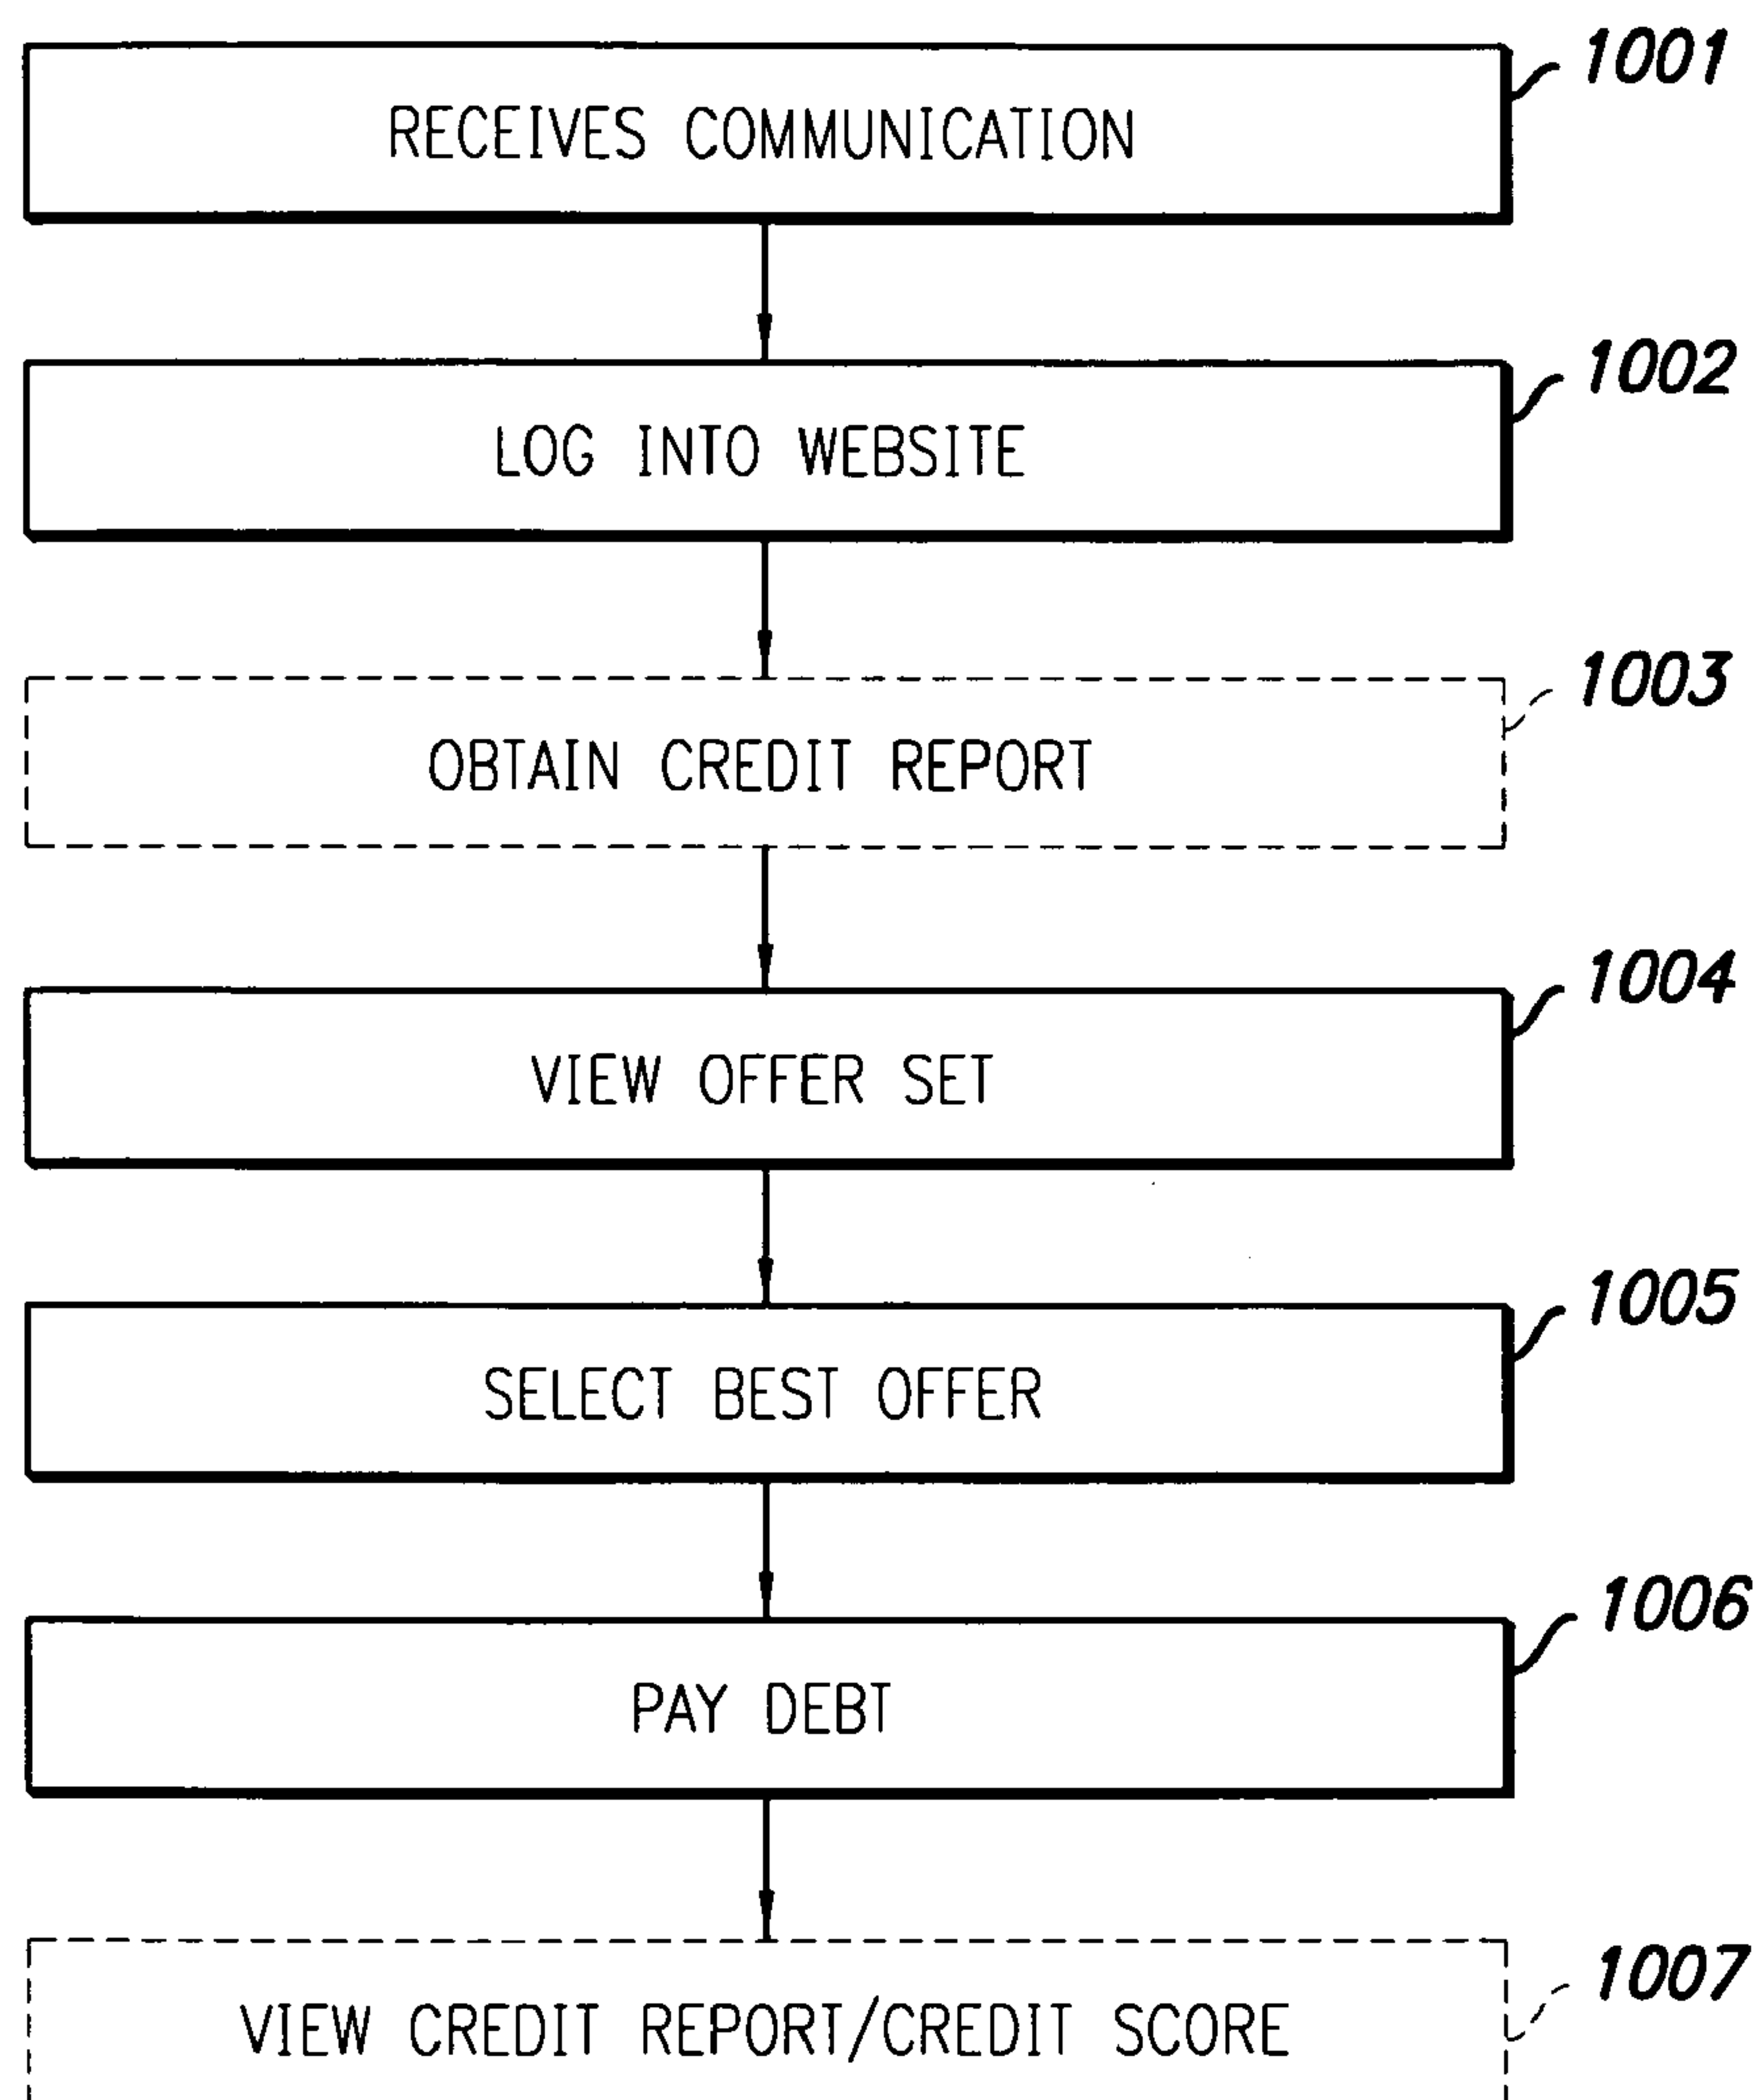 1001
RECEIVES COMMUNICATION
1002
LOG INTO WEBSITE
1003
OBTAIN CREDIT REPORT
1004
VIEW OFFER SET
1005
SELECT BEST OFFER
1006
PAY DEBT
1007
VIEW CREDIT REPORT/CREDIT SCORE